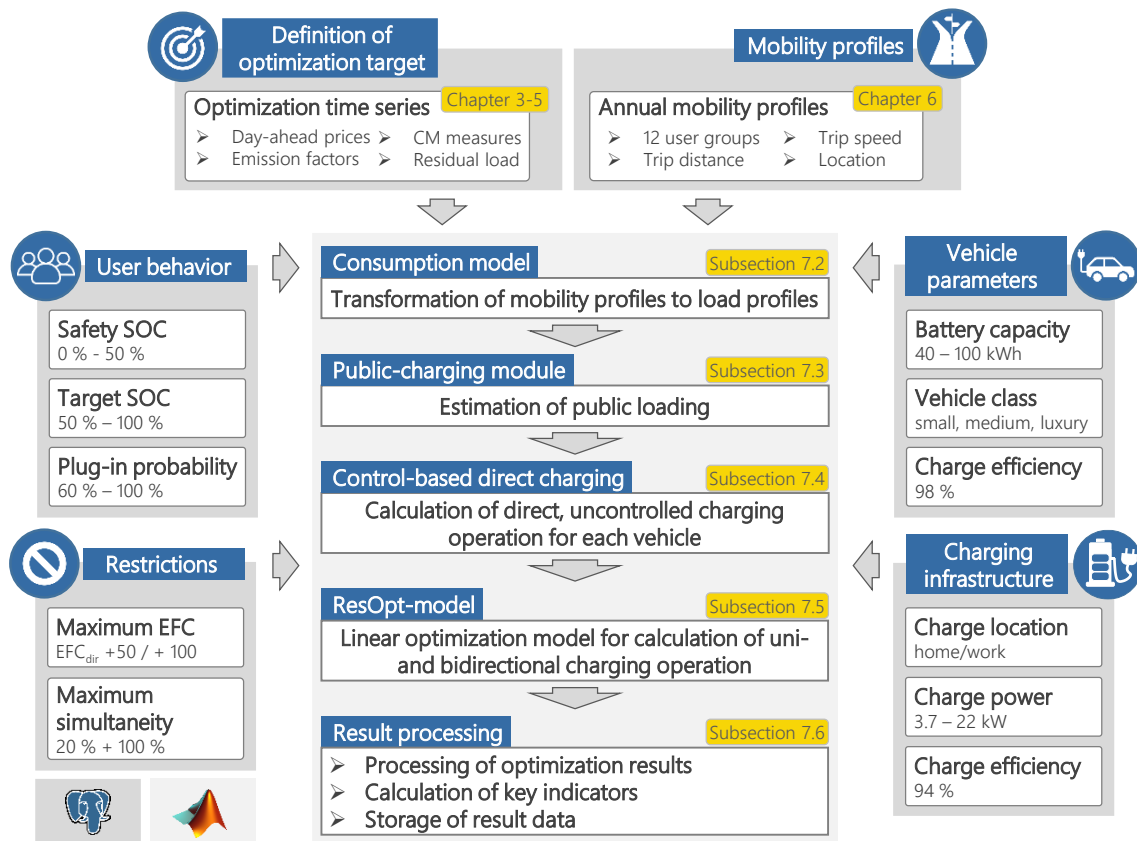 Definition of
optimization target
Chapter 3-5
Optimization time series
➢ Day-ahead prices ➢ CM measures
➢ Emission factors ➢ Residual load
Mobility profiles
Chapter 6
Annual mobility profiles
➢ 12 user groups ➢ Trip speed
➢ Trip distance ➢ Location
User behavior
Safety SOC
0 % - 50 %
Target SOC
50 % – 100 %
Plug-in probability
60 % – 100 %
Restrictions
Maximum EFC
EFCdir +50 / + 100
Maximum
simultaneity
20 % + 100 %
Consumption model
Subsection 7.2
Transformation of mobility profiles to load profiles
Public-charging module
Subsection 7.3
Estimation of public loading
Control-based direct charging
Subsection 7.4
Calculation of direct, uncontrolled charging
operation for each vehicle
ResOpt-model
Subsection 7.5
Linear optimization model for calculation of uni-
and bidirectional charging operation
Result processing
Subsection 7.6
➢ Processing of optimization results
➢ Calculation of key indicators
➢ Storage of result data
Vehicle
parameters
Battery capacity
40 – 100 kWh
Vehicle class
small, medium, luxury
Charge efficiency
98 %
Charging
infrastructure
Charge location
home/work
Charge power
3.7 – 22 kW
Charge efficiency
94 %